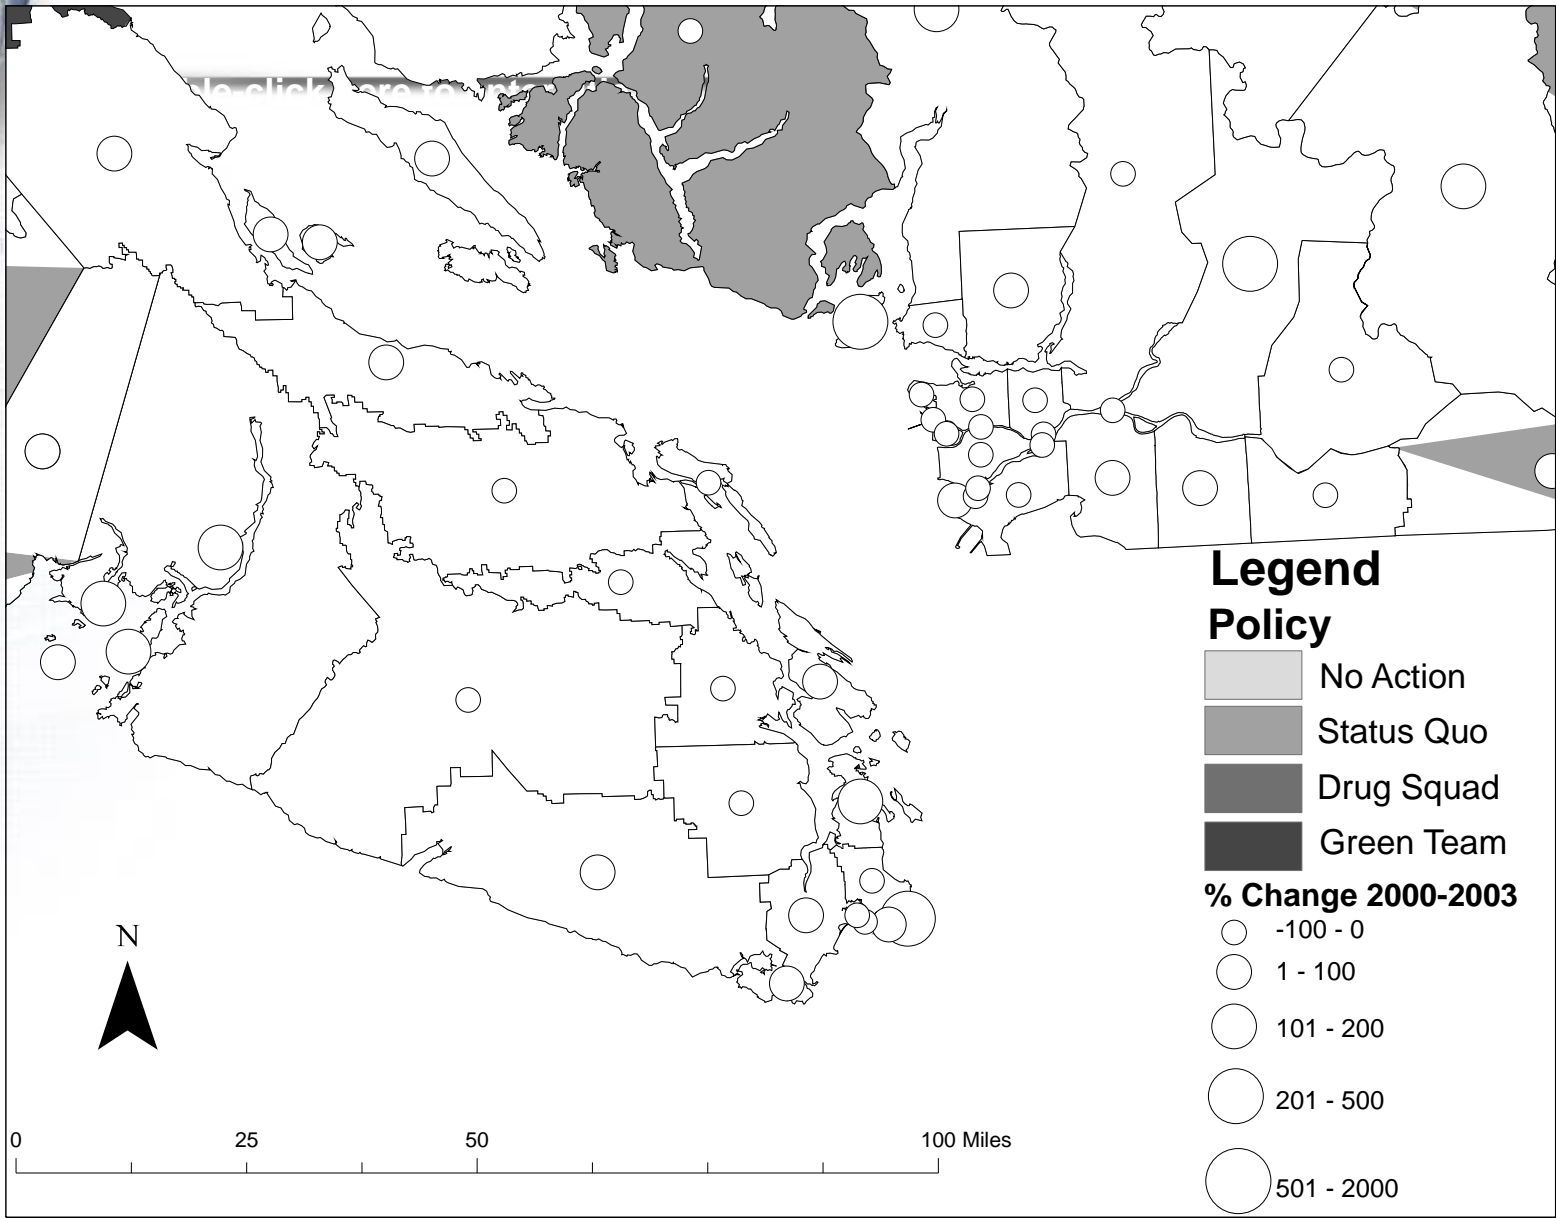 Legend
Policy
No Action
Status Quo
Drug Squad
Green Team
% Change 2000-2003
-100 - 0
1 - 100
101 - 200
201 - 500
501 - 2000
N
0 25 50 100 Miles